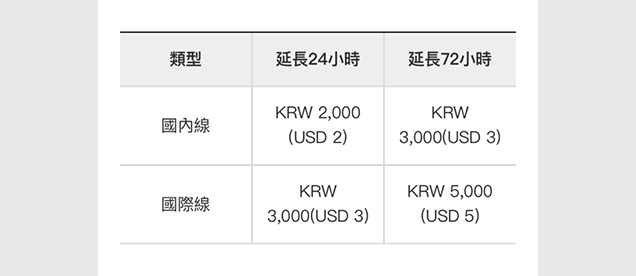 類型 延長24小時 延長72小時
國內線 KRW 2,000 (USD 2) KRW 3,000(USD 3)
國際線 KRW 3,000(USD 3) KRW 5,000 (USD 5)